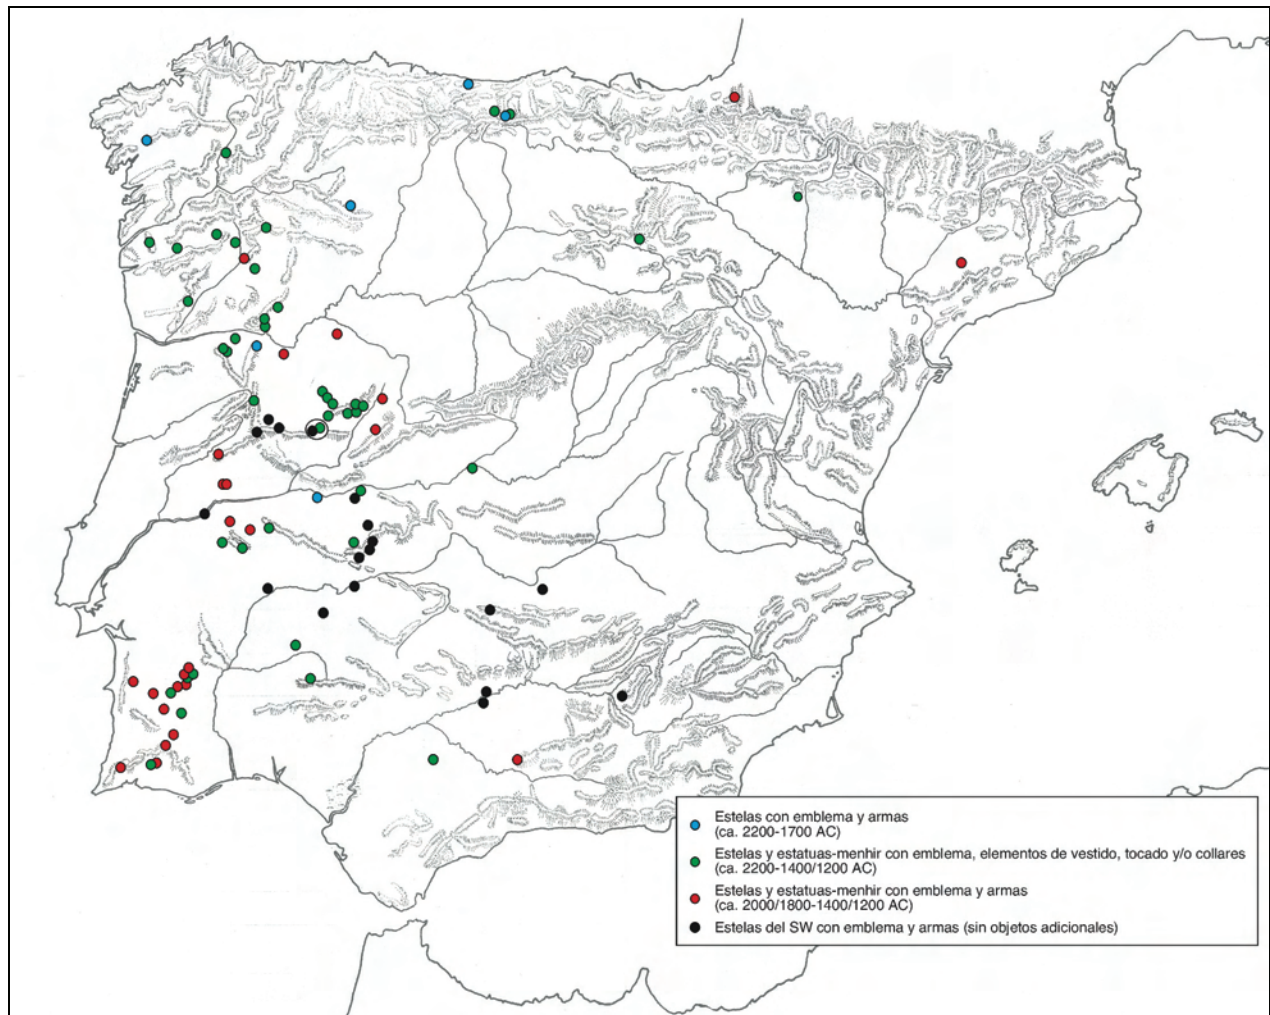 Estelas con emblema y armas
(ca. 2200-1700 AC)
Estelas y estatuas-menhir con emblema, elementos de vestido, tocado y/o collares
(ca. 2200-1400/1200 AC)
Estelas y estatuas-menhir con emblema y armas
(ca. 2000/1800-1400/1200 AC)
Estelas del SW con emblema y armas (sin objetos adicionales)